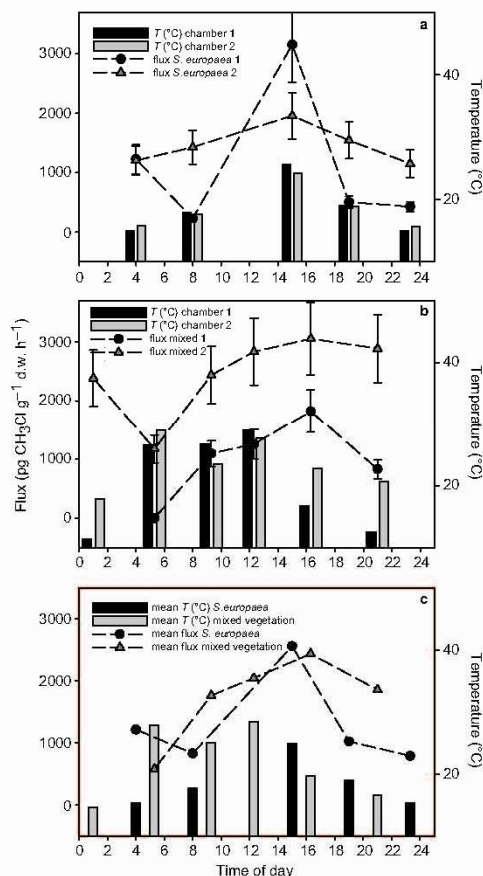 a
T (°C) chamber 1
T (°C) chamber 2
flux S. europaea 1
flux S.europaea 2
3000
2000
1000
0
40
20
Temperature (°C)
0 2 4 6 8 10 12 14 16 18 20 22 24
b
T (°C) chamber 1
T (°C) chamber 2
flux mixed 1
flux mixed 2
3000
2000
1000
0
40
20
Temperature (°C)
Flux (pg CH₃Cl g⁻¹ d.w. h⁻¹)
0 2 4 6 8 10 12 14 16 18 20 22 24
c
mean T (°C) S.europaea
mean T (°C) mixed vegetation
mean flux S. europaea
mean flux mixed vegetation
3000
2000
1000
0
40
20
Temperature (°C)
0 2 4 6 8 10 12 14 16 18 20 22 24
Time of day